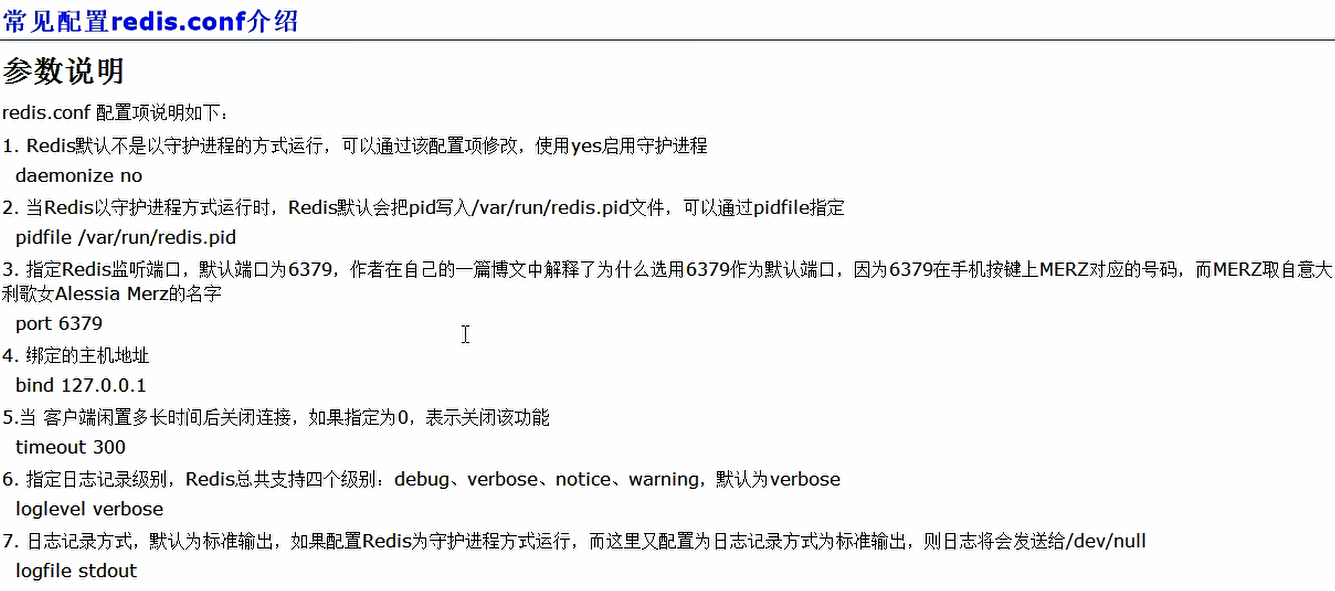 常见配置redis.conf介绍
参数说明
redis.conf 配置项说明如下：
1. Redis默认不是以守护进程的方式运行，可以通过该配置项修改，使用yes启用守护进程
daemonize no
2. 当Redis以守护进程方式运行时，Redis默认会把pid写入/var/run/redis.pid文件，可以通过pidfile指定
pidfile /var/run/redis.pid
3. 指定Redis监听端口，默认端口为6379，作者在自己的一篇博文中解释了为什么选用6379作为默认端口，因为6379在手机按键上MERZ对应的号码，而MERZ取自意大
利歌女Alessia Merz的名字
port 6379
4. 绑定的主机地址
bind 127.0.0.1
5.当 客户端闲置多长时间后关闭连接，如果指定为0，表示关闭该功能
timeout 300
6. 指定日志记录级别，Redis总共支持四个级别：debug、verbose、notice、warning，默认为verbose
loglevel verbose
7. 日志记录方式，默认为标准输出，如果配置Redis为守护进程方式运行，而这里又配置为日志记录方式为标准输出，则日志将会发送给/dev/null
logfile stdout